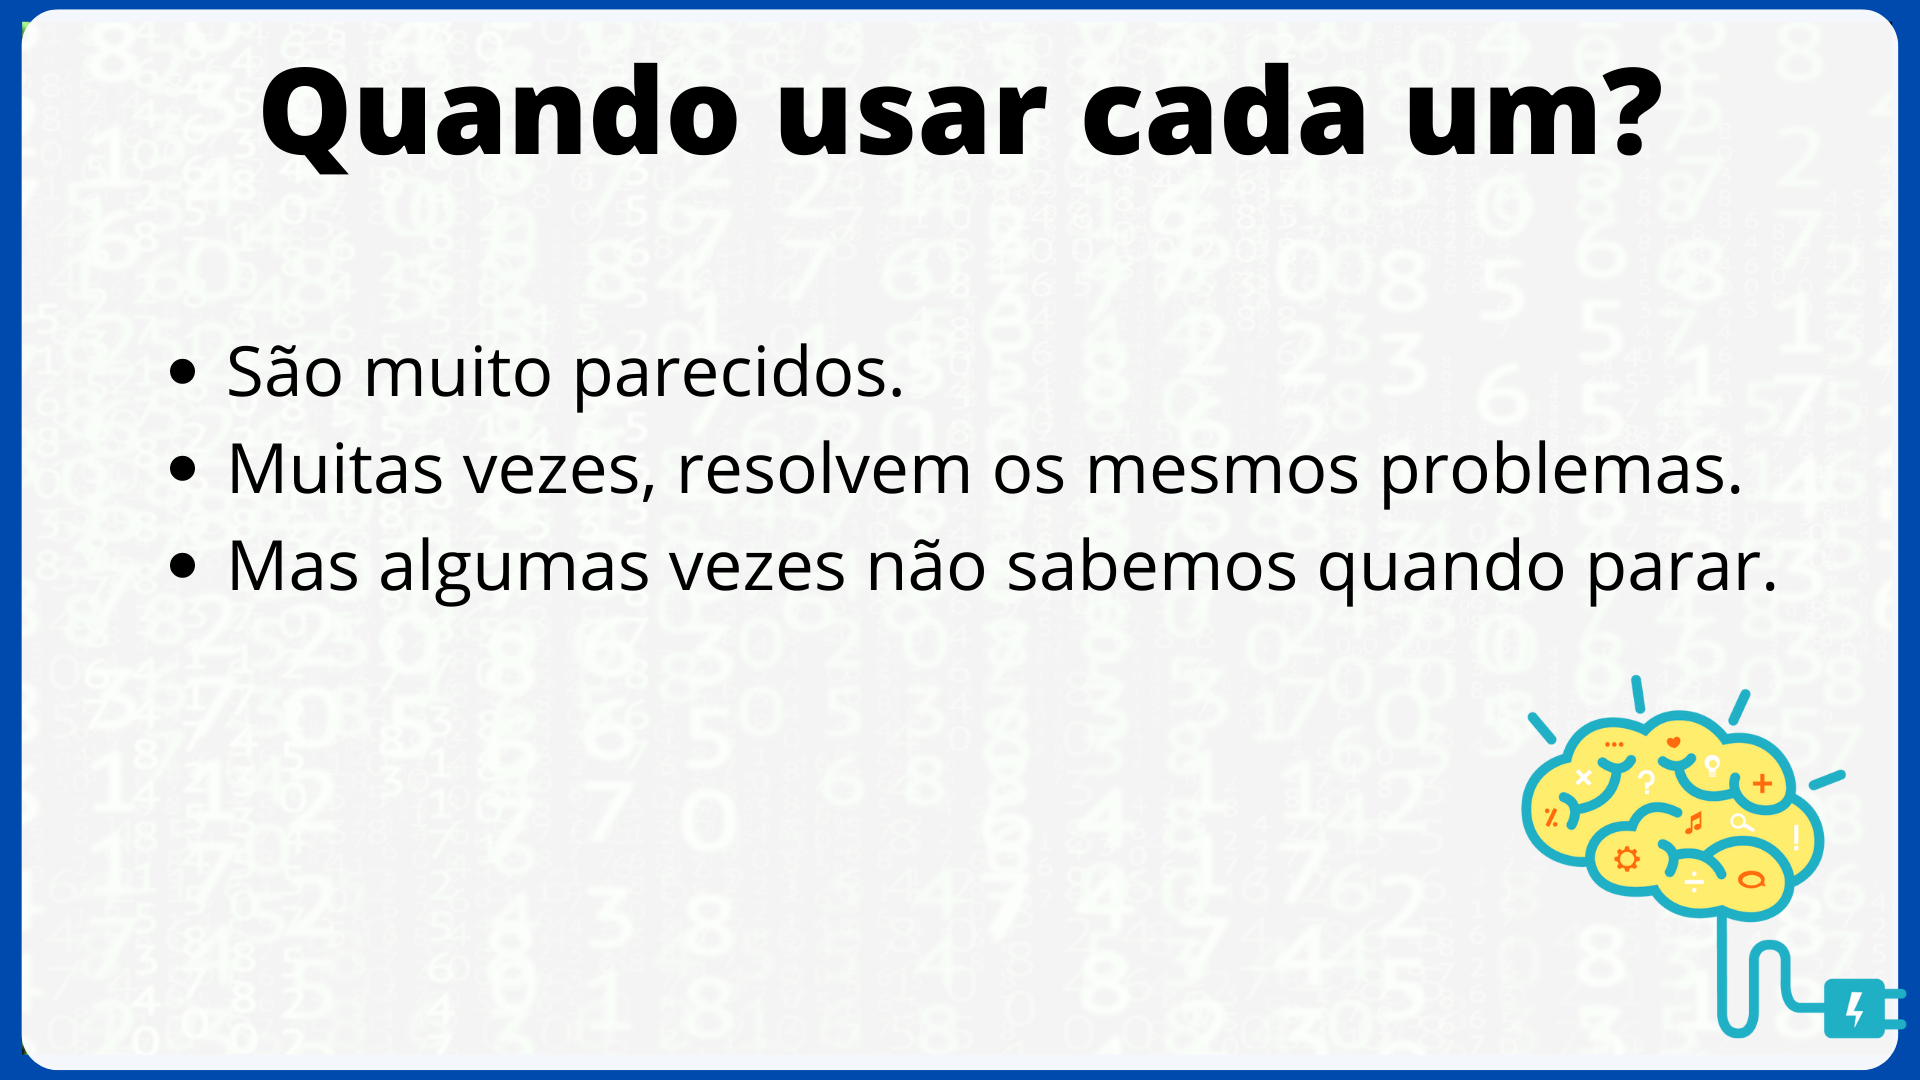 Quando usar cada um?
São muito parecidos.
Muitas vezes, resolvem os mesmos problemas.
Mas algumas vezes não sabemos quando parar.